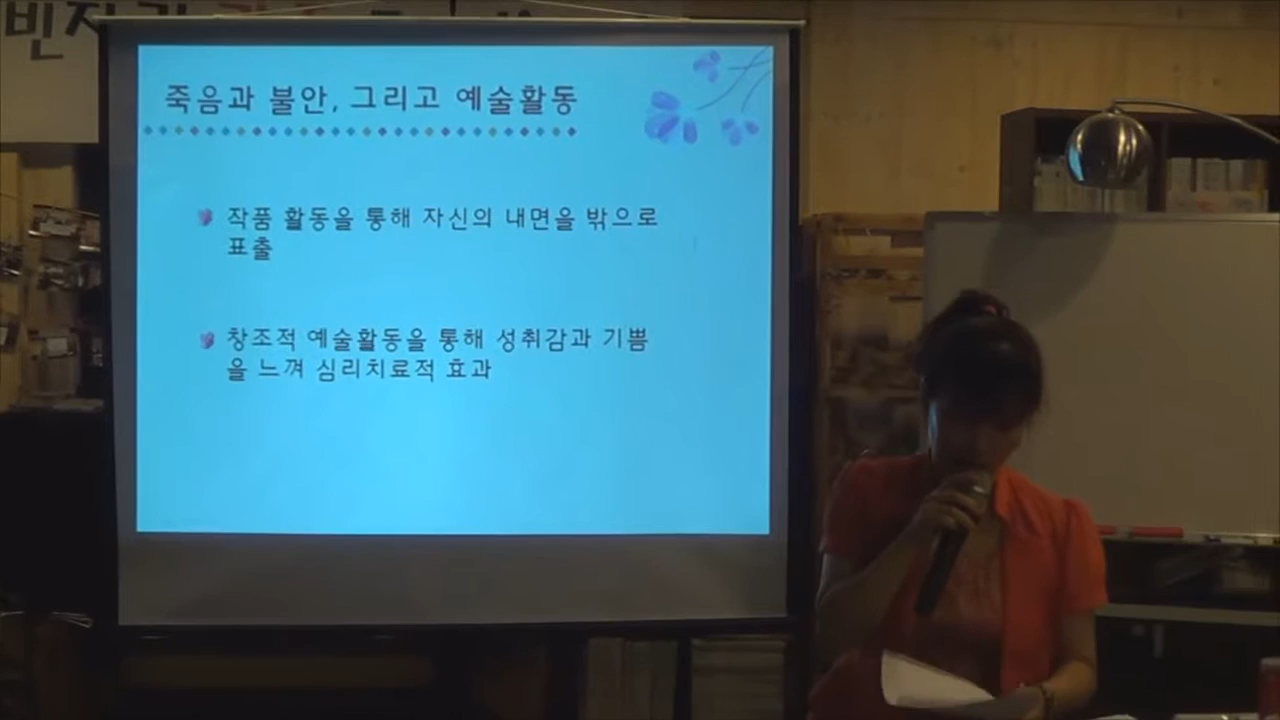 죽음과 불안, 그리고 예술활동
작품 활동을 통해 자신의 내면을 밖으로
표출
창조적 예술활동을 통해 성취감과 기쁨
을 느껴 심리치료적 효과